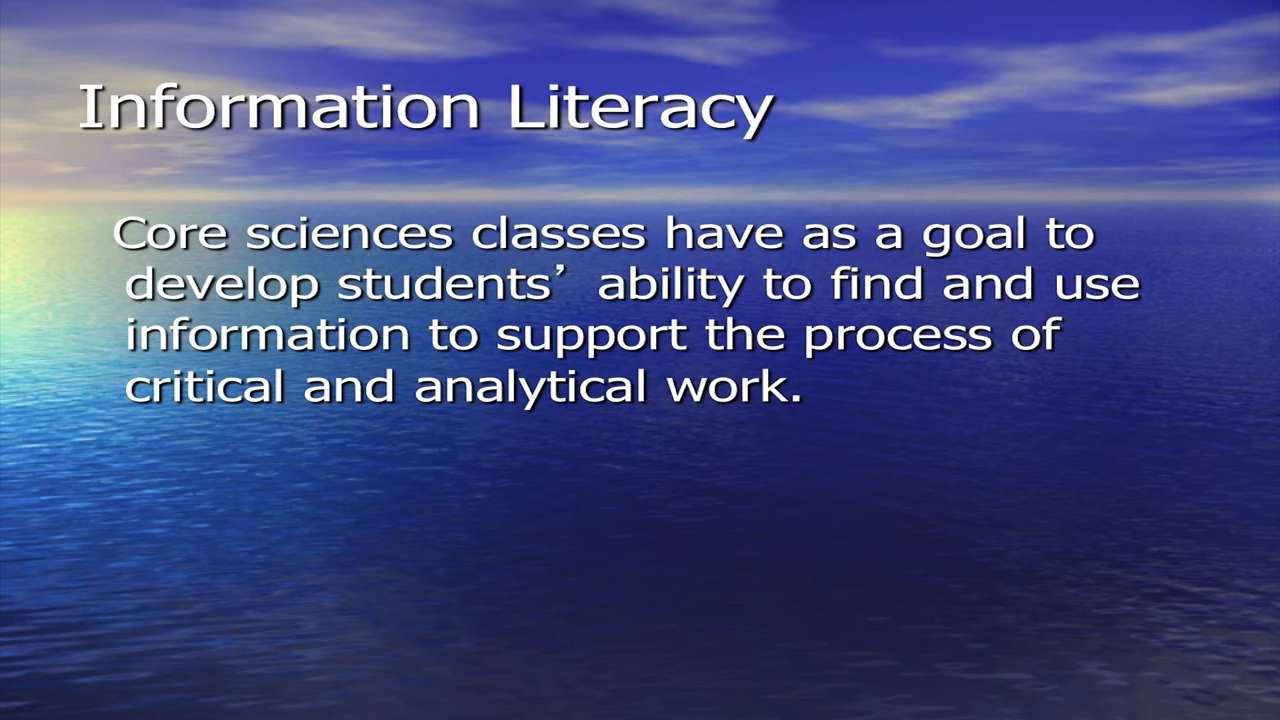 Information Literacy
Core sciences classes have as a goal to
develop students’ ability to find and use
information to support the process of
critical and analytical work.